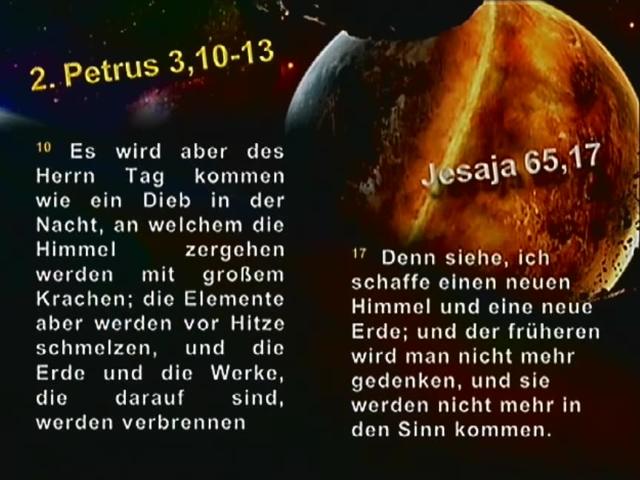 2. Petrus 3,10-13
10 Es wird aber des
Herrn Tag kommen
wie ein Dieb in der
Nacht, an welchem die
Himmel zergehen
werden mit großem
Krachen; die Elemente
aber werden vor Hitze
schmelzen, und die
Erde und die Werke,
die darauf sind,
werden verbrennen
Jesaja 65,17
17 Denn siehe, ich
schaffe einen neuen
Himmel und eine neue
Erde; und der früheren
wird man nicht mehr
gedenken, und sie
werden nicht mehr in
den Sinn kommen.